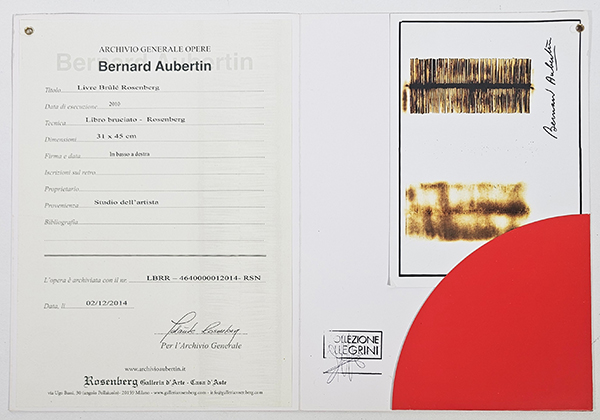 ARCHIVIO GENERALE OPERE
Bernard Aubertin
Titolo Livre Brûlé Rosenberg
Data di esecuzione 2010
Tecnica Libro bruciato - Rosenberg
Dimensioni 31 x 45 cm
Firma e data In basso a destra
Iscrizioni sul retro
Proprietario
Provenienza Studio dell'artista
Bibliografia
L'opera è archiviata con il nr. LBRR – 4640000012014- RSN
Data, lì 02/12/2014
Per l'Archivio Generale
www.archivioaubertin.it
Rosenberg Galleria d'Arte - Casa d'Aste
Bernard Aubertin
OLLEZIONE
LLEGRINI